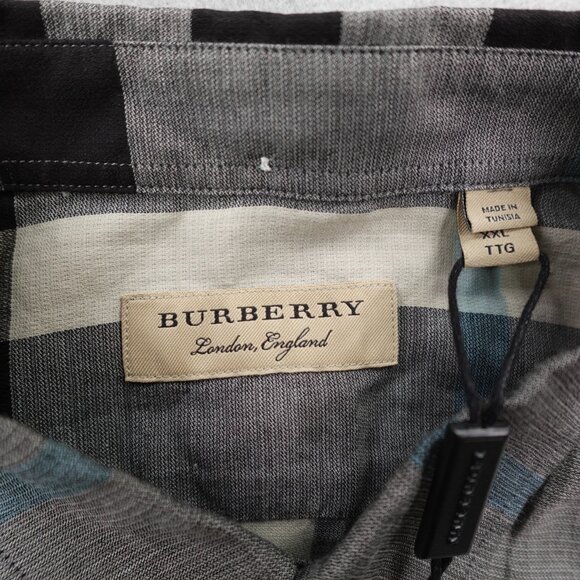 MADE IN
TUNISIA
XXL
TTG
BURBERRY
London, England